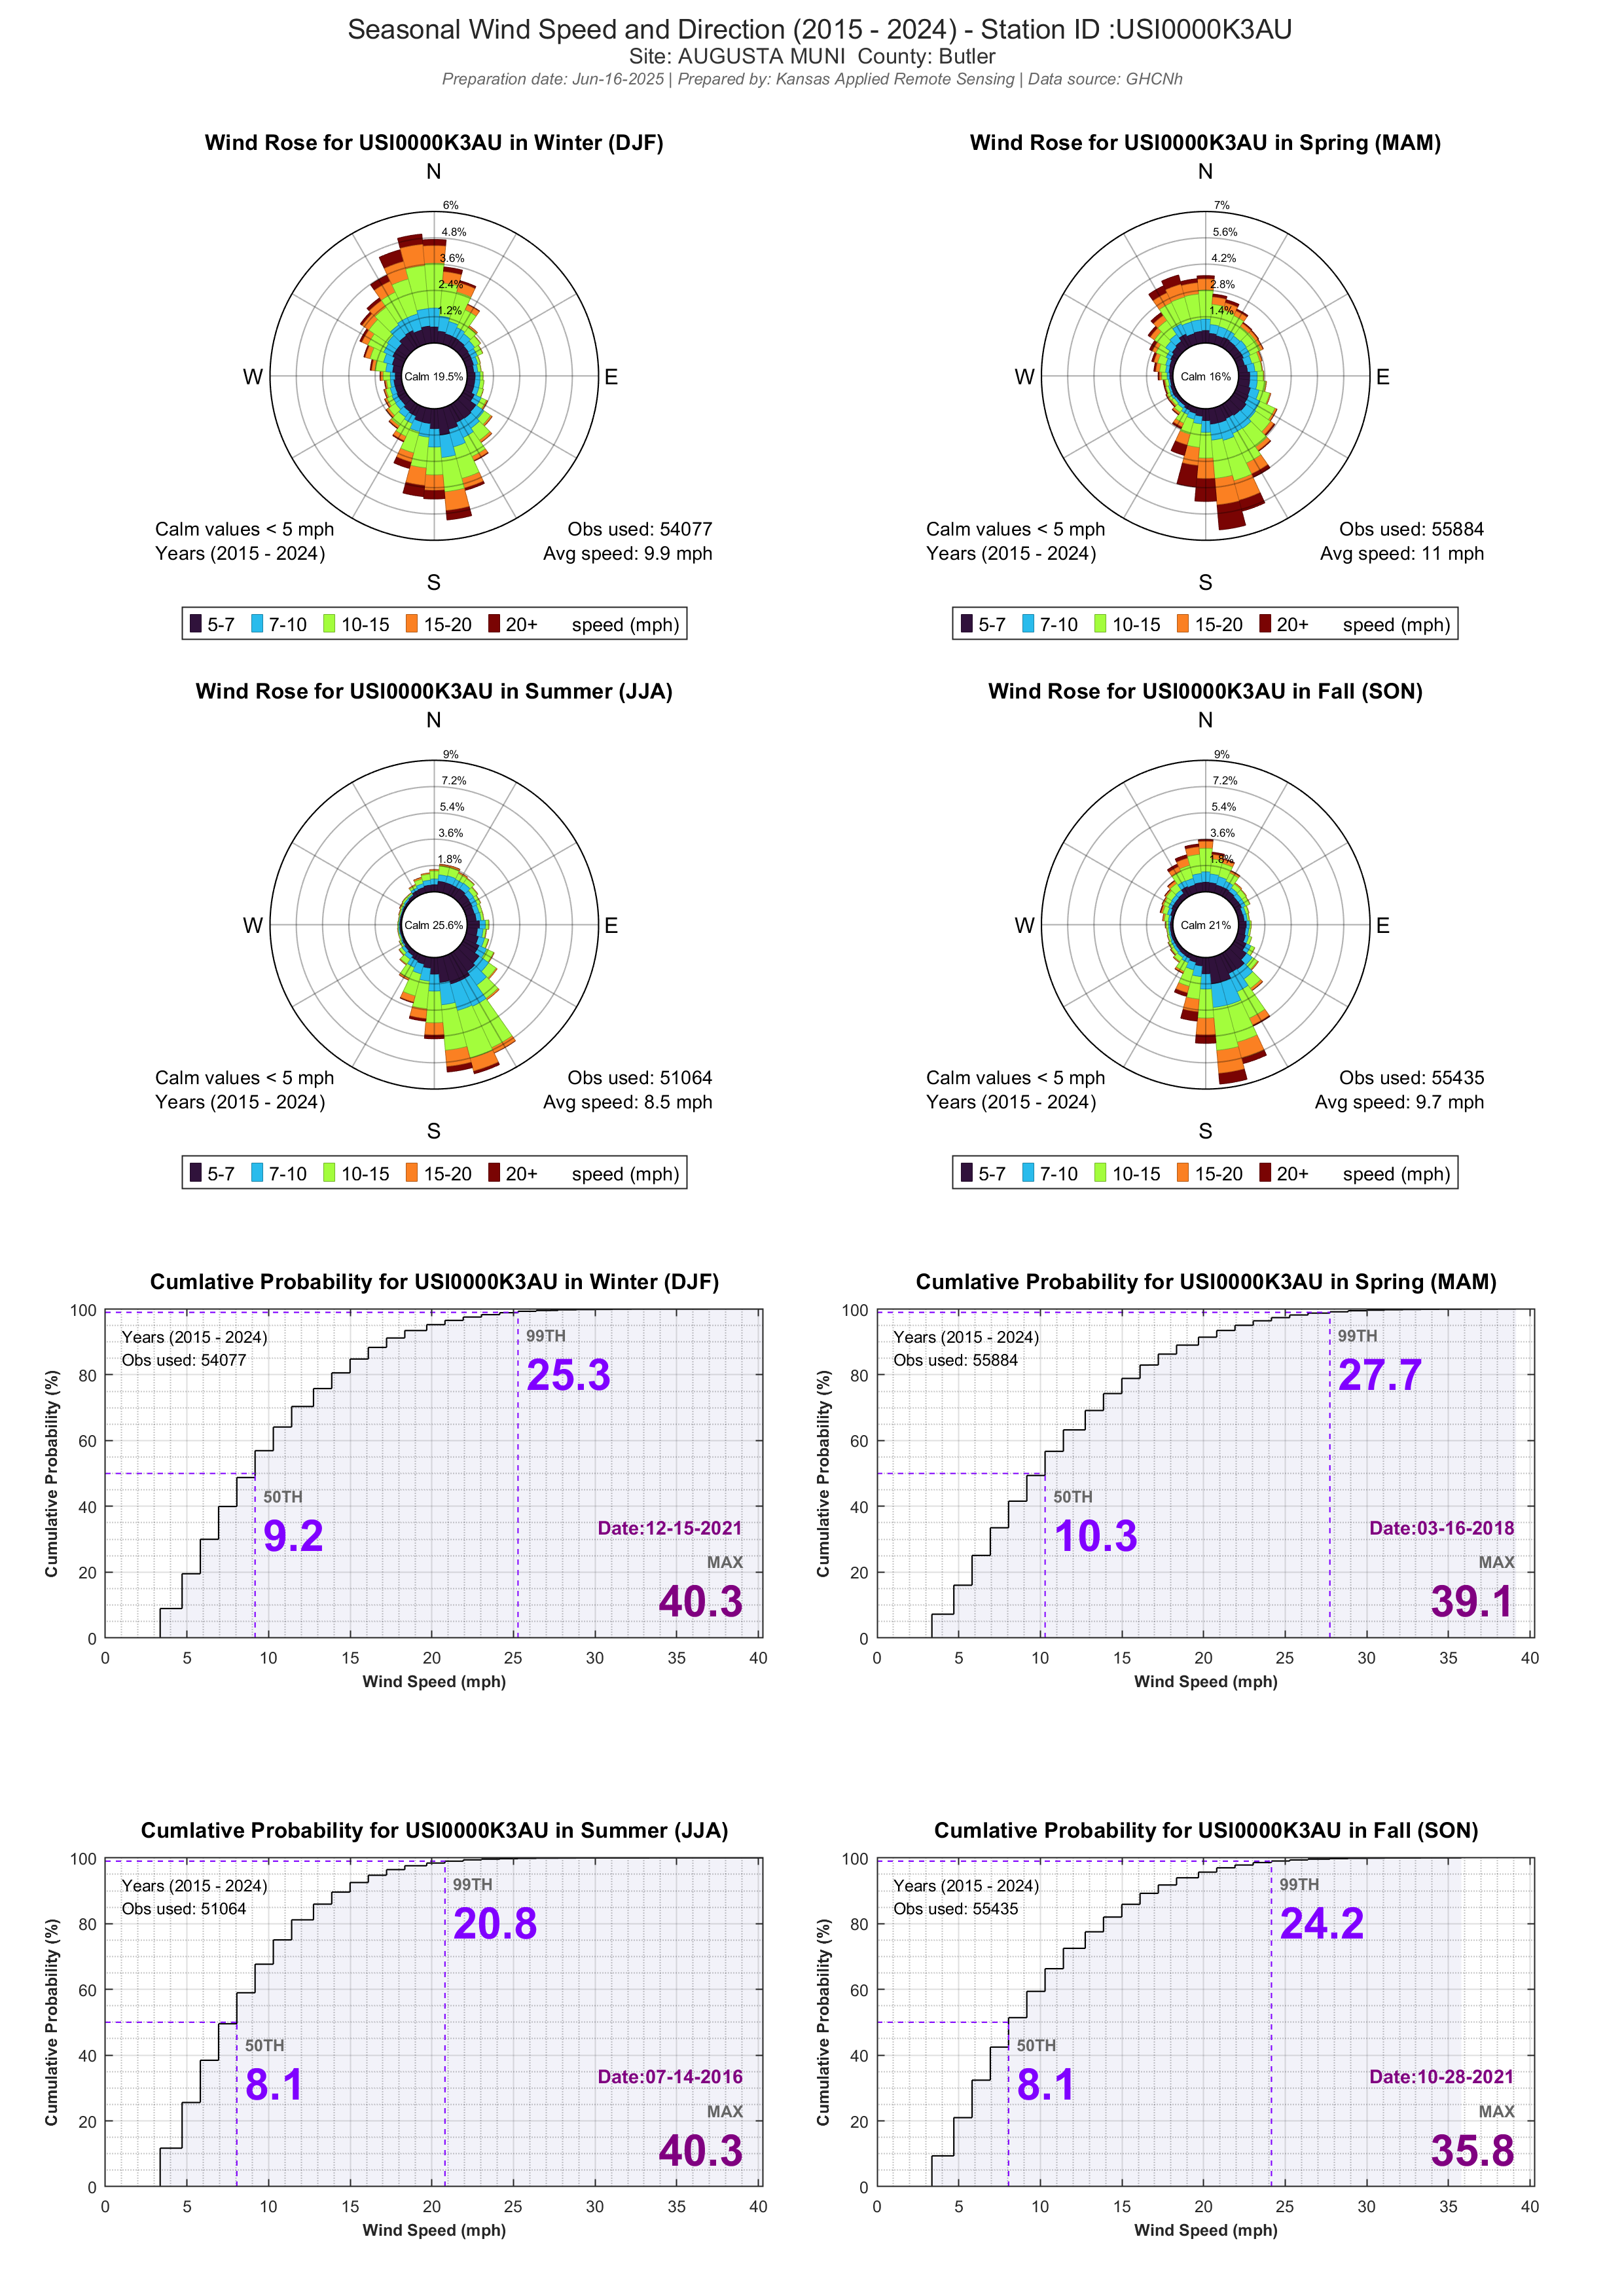 Seasonal Wind Speed and Direction (2015 - 2024) - Station ID :USI0000K3AU
Site: AUGUSTA MUNI County: Butler
Preparation date: Jun-16-2025 | Prepared by: Kansas Applied Remote Sensing | Data source: GHCNh
Wind Rose for USI0000K3AU in Winter (DJF)
N
6%
4.8%
3.6%
2.4%
1.2%
W
Calm 19.5%
E
Calm values < 5 mph
Years (2015 - 2024)
Obs used: 54077
Avg speed: 9.9 mph
S
5-7 7-10 10-15 15-20 20+ speed (mph)
Wind Rose for USI0000K3AU in Spring (MAM)
N
7%
5.6%
4.2%
2.8%
1.4%
W
Calm 16%
E
Calm values < 5 mph
Years (2015 - 2024)
Obs used: 55884
Avg speed: 11 mph
S
5-7 7-10 10-15 15-20 20+ speed (mph)
Wind Rose for USI0000K3AU in Summer (JJA)
N
9%
7.2%
5.4%
3.6%
1.8%
W
Calm 25.6%
E
Calm values < 5 mph
Years (2015 - 2024)
Obs used: 51064
Avg speed: 8.5 mph
S
5-7 7-10 10-15 15-20 20+ speed (mph)
Wind Rose for USI0000K3AU in Fall (SON)
N
9%
7.2%
5.4%
3.6%
1.8%
W
Calm 21%
E
Calm values < 5 mph
Years (2015 - 2024)
Obs used: 55435
Avg speed: 9.7 mph
S
5-7 7-10 10-15 15-20 20+ speed (mph)
Cumlative Probability for USI0000K3AU in Winter (DJF)
Cumulative Probability (%)
100
80
60
40
20
0
Years (2015 - 2024)
Obs used: 54077
99TH
25.3
50TH
9.2
Date:12-15-2021
MAX
40.3
0 5 10 15 20 25 30 35 40
Wind Speed (mph)
Cumlative Probability for USI0000K3AU in Spring (MAM)
Cumulative Probability (%)
100
80
60
40
20
0
Years (2015 - 2024)
Obs used: 55884
99TH
27.7
50TH
10.3
Date:03-16-2018
MAX
39.1
0 5 10 15 20 25 30 35 40
Wind Speed (mph)
Cumlative Probability for USI0000K3AU in Summer (JJA)
Cumulative Probability (%)
100
80
60
40
20
0
Years (2015 - 2024)
Obs used: 51064
99TH
20.8
50TH
8.1
Date:07-14-2016
MAX
40.3
0 5 10 15 20 25 30 35 40
Wind Speed (mph)
Cumlative Probability for USI0000K3AU in Fall (SON)
Cumulative Probability (%)
100
80
60
40
20
0
Years (2015 - 2024)
Obs used: 55435
99TH
24.2
50TH
8.1
Date:10-28-2021
MAX
35.8
0 5 10 15 20 25 30 35 40
Wind Speed (mph)